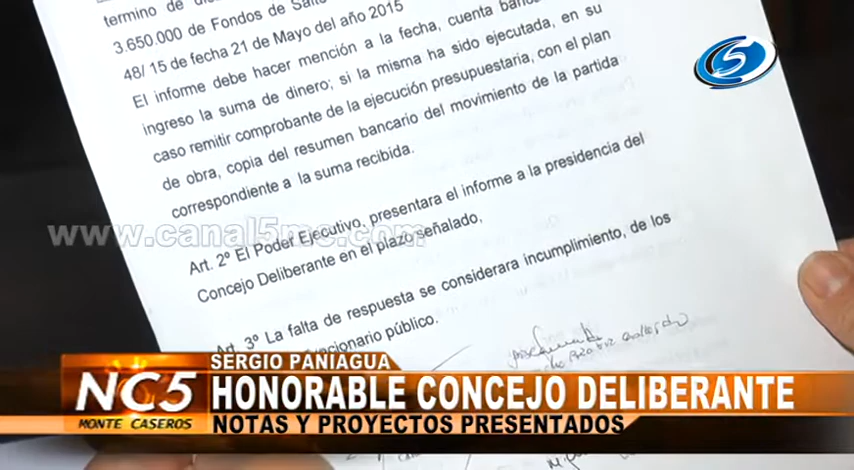 termino de
3.650.000 de Fondos de
48/ 15 de fecha 21 de Mayo del año 2015
El informe debe hacer mención a la fecha, cuenta
ingreso la suma de dinero; si la misma ha sido ejecutada, en su
caso remitir comprobante de la ejecución presupuestaria, con el plan
de obra, copia del resumen bancario del movimiento de la partida
correspondiente a la suma recibida.
Art. 2º El Poder Ejecutivo, presentara el informe a la presidencia del
Concejo Deliberante en el plazo señalado,
Art. 3º La falta de respuesta se considerara incumplimiento, de los
público.
5
www.canal5mc.com
SERGIO PANIAGUA
NC5
MONTE CASEROS
HONORABLE CONCEJO DELIBERANTE
NOTAS Y PROYECTOS PRESENTADOS